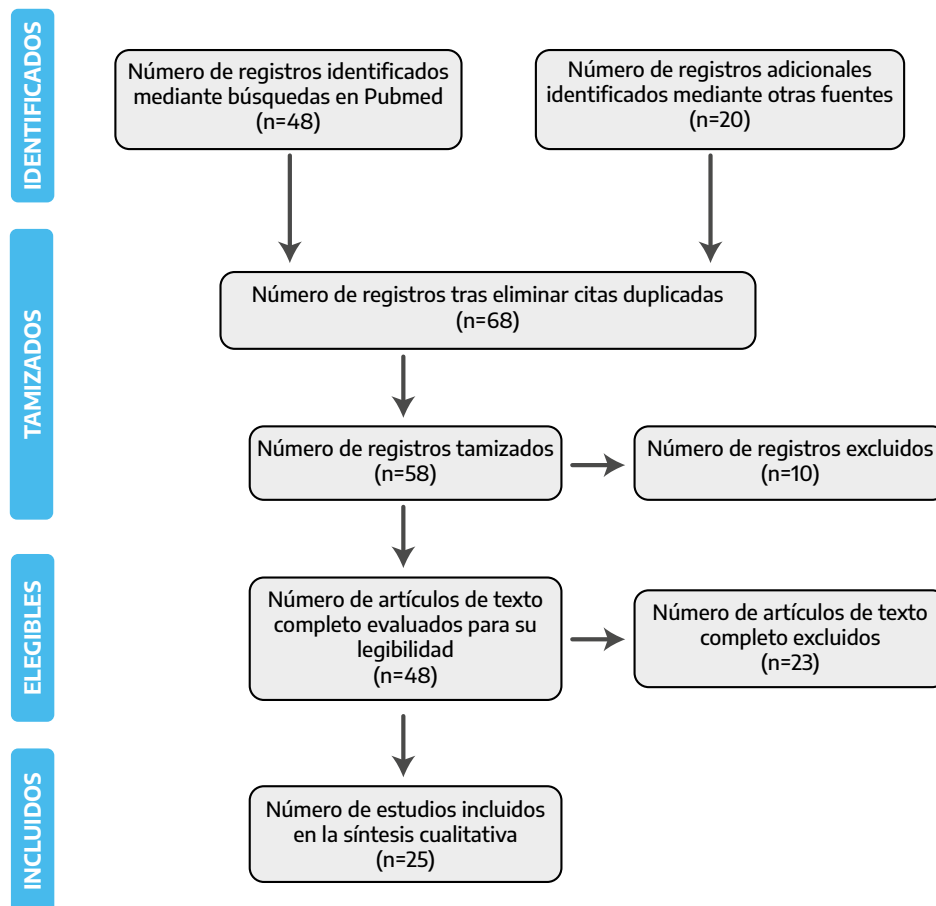 IDENTIFICADOS
Número de registros identificados
mediante búsquedas en Pubmed
(n=48)
Número de registros adicionales
identificados mediante otras fuentes
(n=20)
TAMIZADOS
Número de registros tras eliminar citas duplicadas
(n=68)
Número de registros tamizados
(n=58)
Número de registros excluidos
(n=10)
ELEGIBLES
Número de artículos de texto
completo evaluados para su
legibilidad
(n=48)
Número de artículos de texto
completo excluidos
(n=23)
INCLUIDOS
Número de estudios incluidos
en la síntesis cualitativa
(n=25)